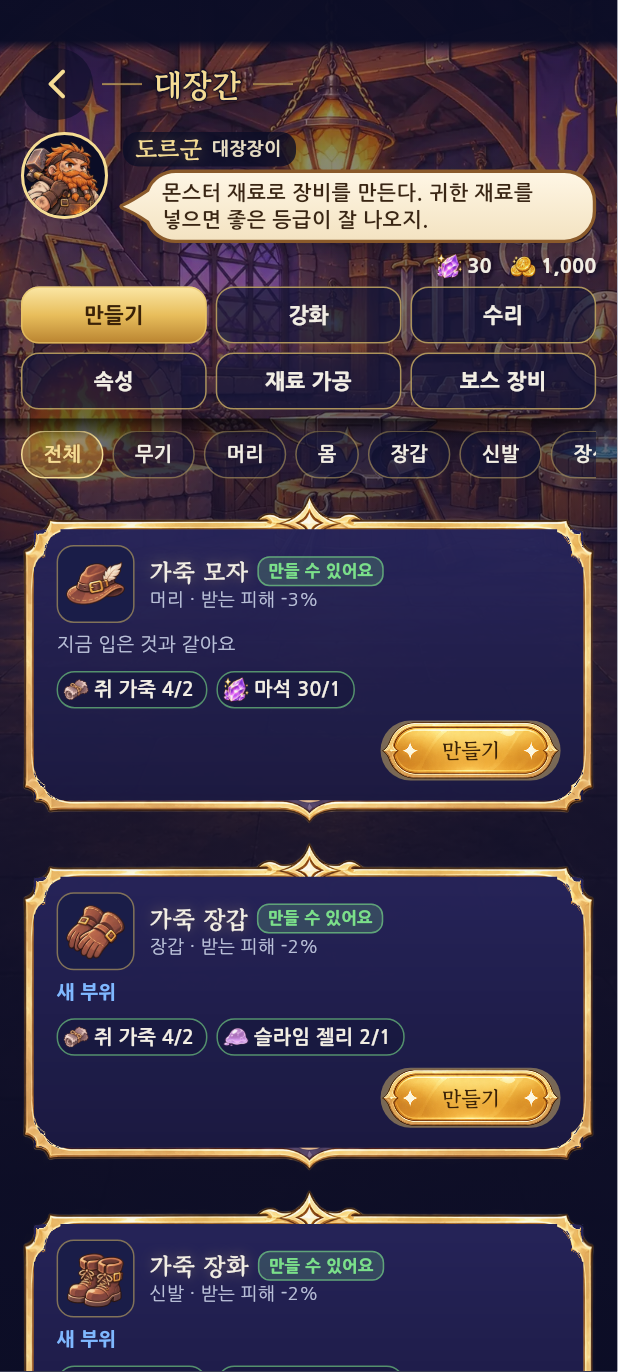 대장간
도르군 대장장이
몬스터 재료로 장비를 만든다. 귀한 재료를
넣으면 좋은 등급이 잘 나오지.
30 1,000
만들기 강화 수리
속성 재료 가공 보스 장비
전체 무기 머리 몸 장갑 신발
가죽 모자 만들 수 있어요
머리 · 받는 피해 -3%
지금 입은 것과 같아요
쥐 가죽 4/2 마석 30/1
만들기
가죽 장갑 만들 수 있어요
장갑 · 받는 피해 -2%
새 부위
쥐 가죽 4/2 슬라임 젤리 2/1
만들기
가죽 장화 만들 수 있어요
신발 · 받는 피해 -2%
새 부위